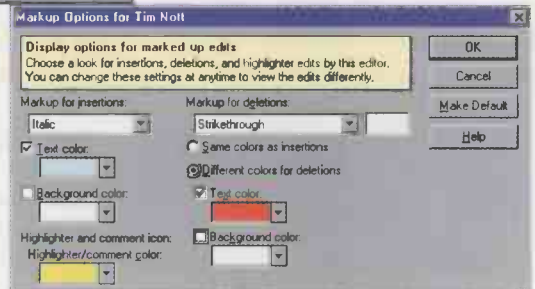 Markup Options for Tim Nott
Display options for marked up edits
Choose a look for insertions, deletions, and highlighter edits by this editor.
You can change these settings at anytime to view the edits differently.
OK
Cancel
Make Default
Help
Markup for insertions:
Italic
Text color:
Background color:
Highlighter and comment icon:
Highlighter/comment color:
Markup for deletions:
Strikethrough
Same colors as insertions
Different colors for deletions
Text color:
Background color: